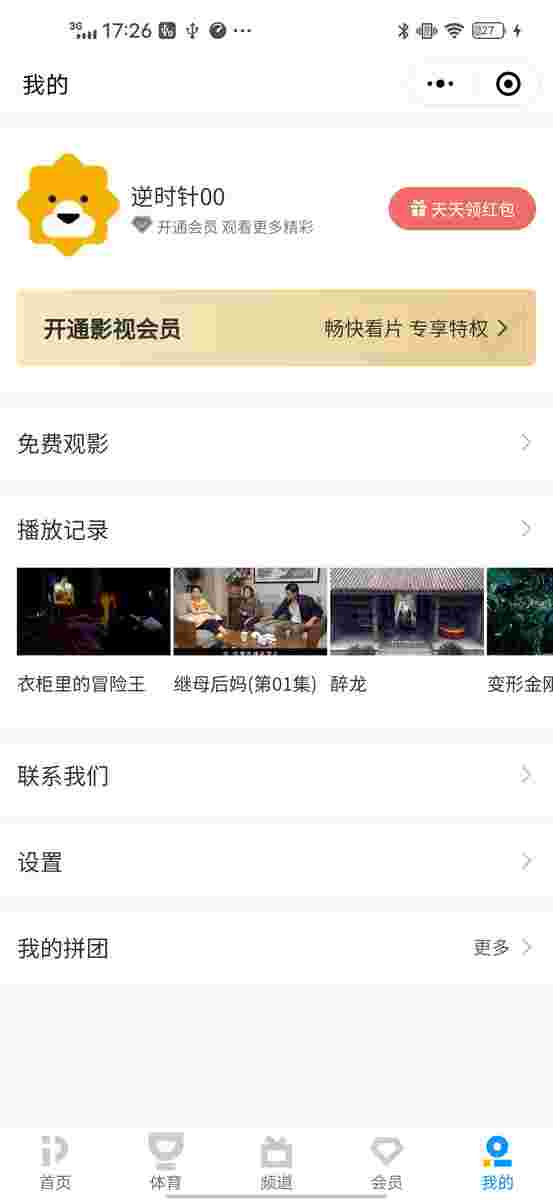 3G 17:26 27
我的
逆时针00
开通会员 观看更多精彩
天天领红包
开通影视会员 畅快看片 专享特权
免费观影
播放记录
衣柜里的冒险王 继母后妈(第01集) 醉龙 变形金刚
联系我们
设置
我的拼团 更多
首页 体育 频道 会员 我的